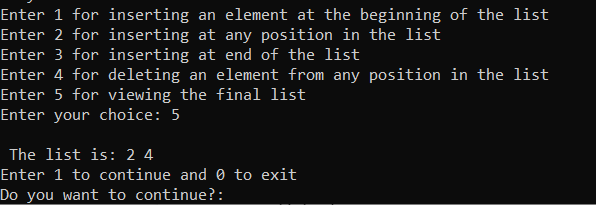 Enter 1 for inserting an element at the beginning of the list
Enter 2 for inserting at any position in the list
Enter 3 for inserting at end of the list
Enter 4 for deleting an element from any position in the list
Enter 5 for viewing the final list
Enter your choice: 5
The list is: 2 4
Enter 1 to continue and 0 to exit
Do you want to continue?: